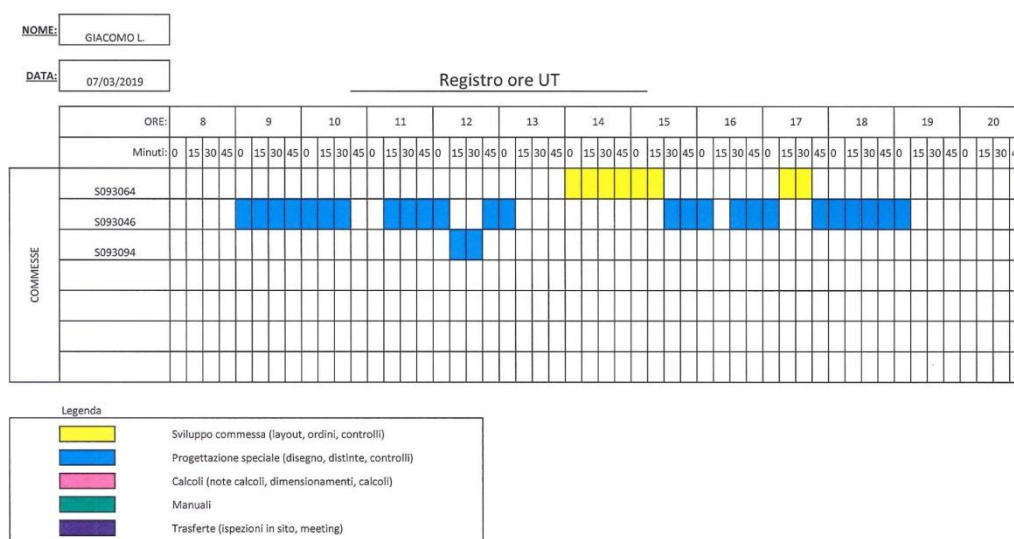 NOME: GIACOMO L.
DATA: 07/03/2019
Registro ore UT
ORE: 8 9 10 11 12 13 14 15 16 17 18 19 20
Minuti: 0 15 30 45 0 15 30 45 0 15 30 45 0 15 30 45 0 15 30 45 0 15 30 45 0 15 30 45 0 15 30 45 0 15 30 45 0 15 30 45 0 15 30 45 0 15 30 45 0 15 30
COMMESSE
S093064
S093046
S093094
Legenda
Sviluppo commessa (layout, ordini, controlli)
Progettazione speciale (disegno, distinte, controlli)
Calcoli (note calcoli, dimensionamenti, calcoli)
Manuali
Trasferte (ispezioni in sito, meeting)